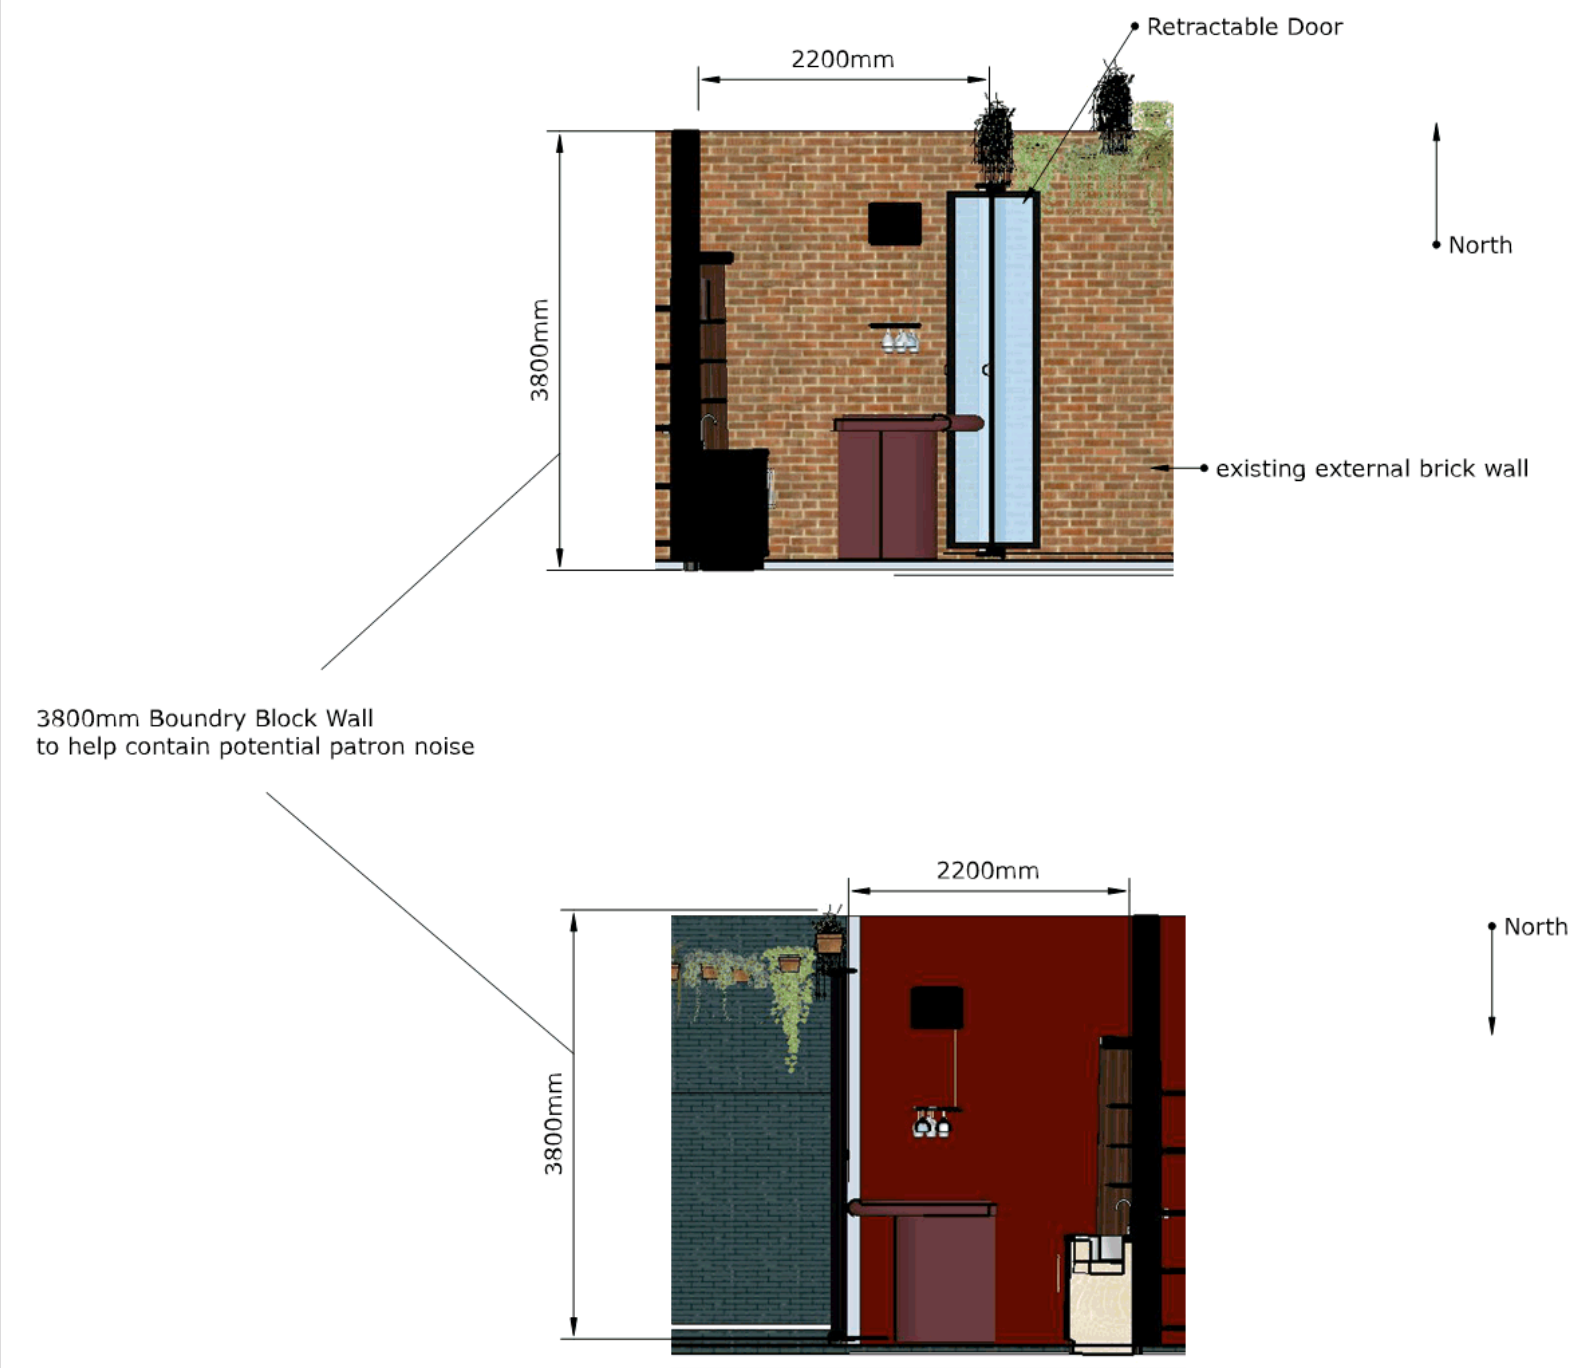 Retractable Door
2200mm
North
3800mm
existing external brick wall
3800mm Boundry Block Wall
to help contain potential patron noise
2200mm
North
3800mm